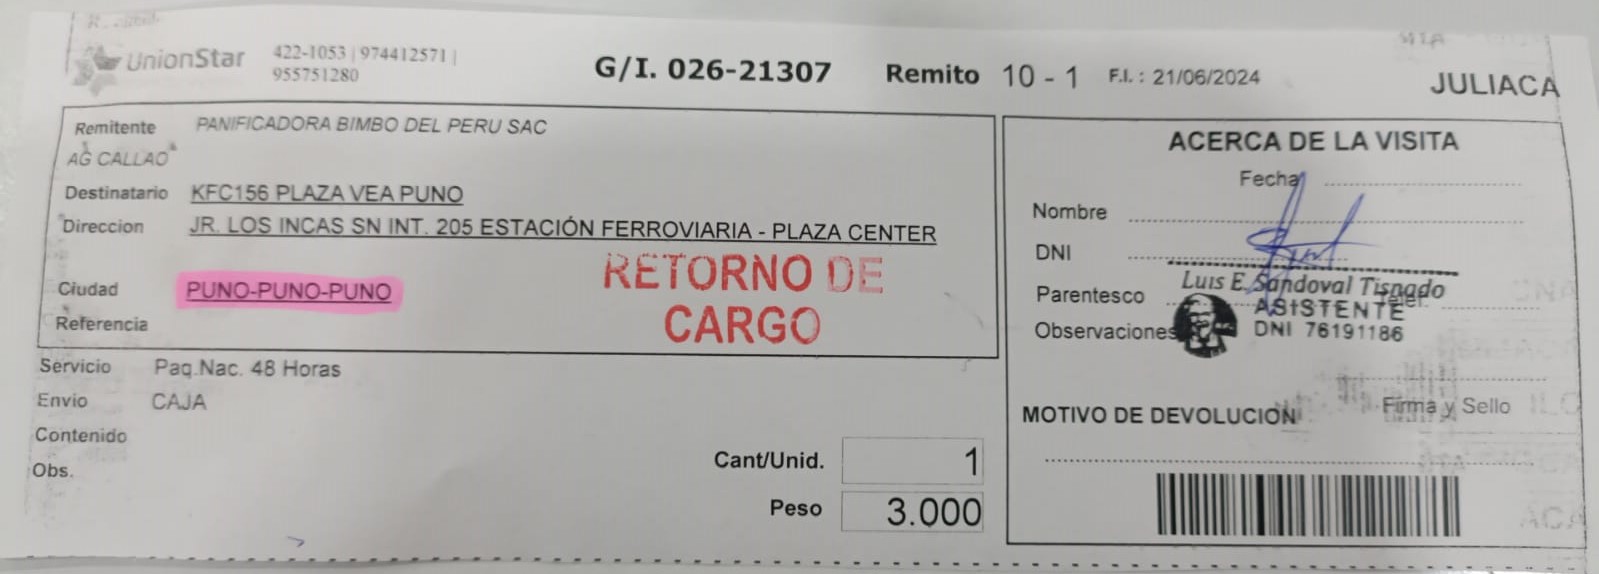 UnionStar
422-1053 | 974412571 |
955751280
G/I. 026-21307
Remito 10 - 1
F.I. : 21/06/2024
JULIACA
Remitente PANIFICADORA BIMBO DEL PERU SAC
AG CALLAO
Destinatario KFC156 PLAZA VEA PUNO
Direccion JR. LOS INCAS SN INT. 205 ESTACIÓN FERROVIARIA - PLAZA CENTER
Ciudad PUNO-PUNO-PUNO
Referencia
RETORNO DE
CARGO
Servicio Paq.Nac. 48 Horas
Envio CAJA
Contenido
Obs.
Cant/Unid. 1
Peso 3.000
ACERCA DE LA VISITA
Fecha
Nombre
DNI
Parentesco Telef.
Observaciones
Luis E. Sandoval Tisnado
ASISTENTE
DNI 76191186
Firma y Sello
MOTIVO DE DEVOLUCION